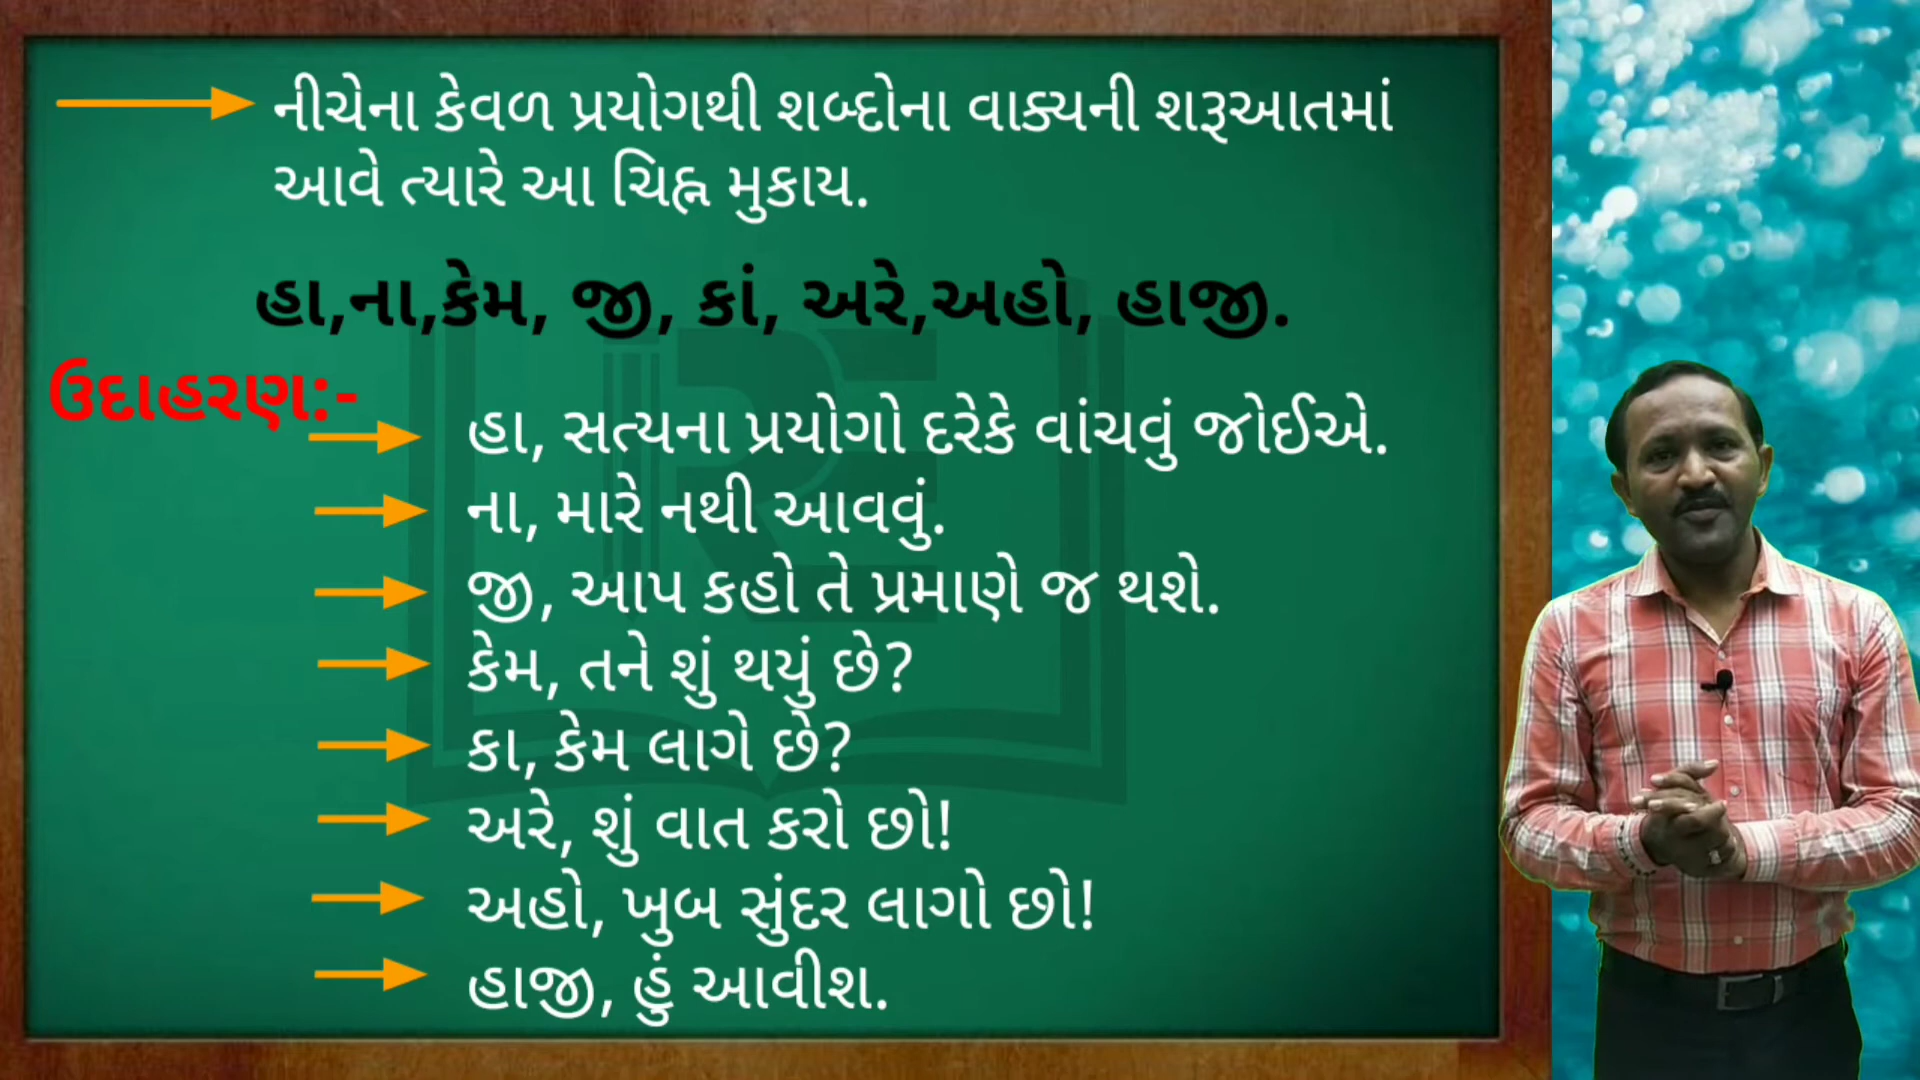 નીચેના કેવળ પ્રયોગથી શબ્દોના વાક્યની શરૂઆતમાં
આવે ત્યારે આ ચિહ્ન મુકાય.
હા,ના,કેમ, જી, કાં, અરે,અહો, હાજી.
ઉદાહરણ:-
હા, સત્યના પ્રયોગો દરેકે વાંચવું જોઈએ.
ના, મારે નથી આવવું.
જી, આપ કહો તે પ્રમાણે જ થશે.
કેમ, તને શું થયું છે?
કા, કેમ લાગે છે?
અરે, શું વાત કરો છો!
અહો, ખુબ સુંદર લાગો છો!
હાજી, હું આવીશ.